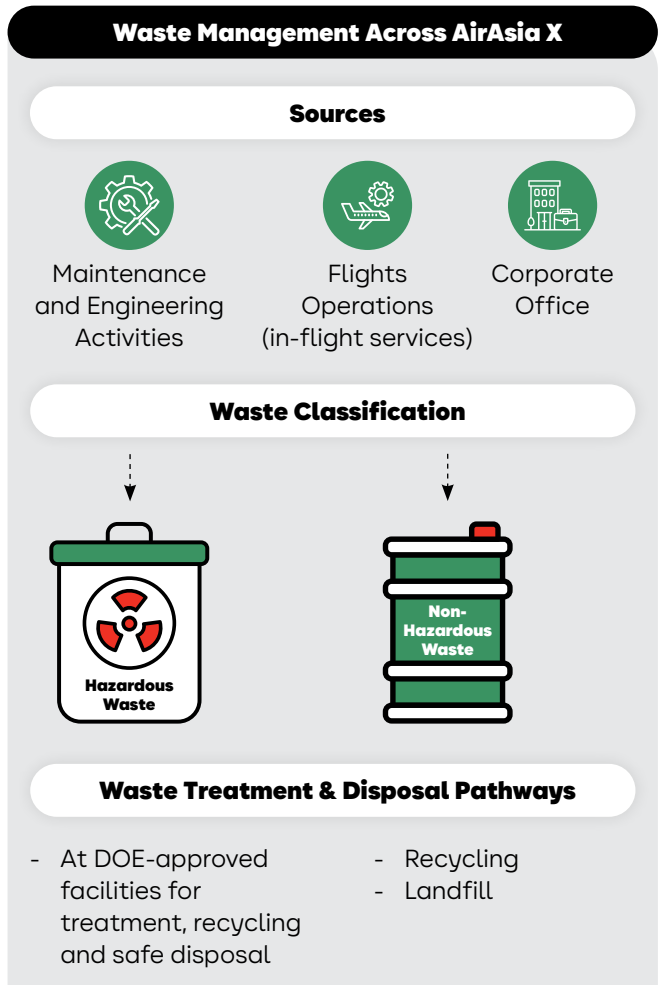 Waste Management Across AirAsia X
Sources
Maintenance
and Engineering
Activities
Flights
Operations
(in-flight services)
Corporate
Office
Waste Classification
Hazardous
Waste
Non-
Hazardous
Waste
Waste Treatment & Disposal Pathways
- At DOE-approved
facilities for
treatment, recycling
and safe disposal
- Recycling
- Landfill